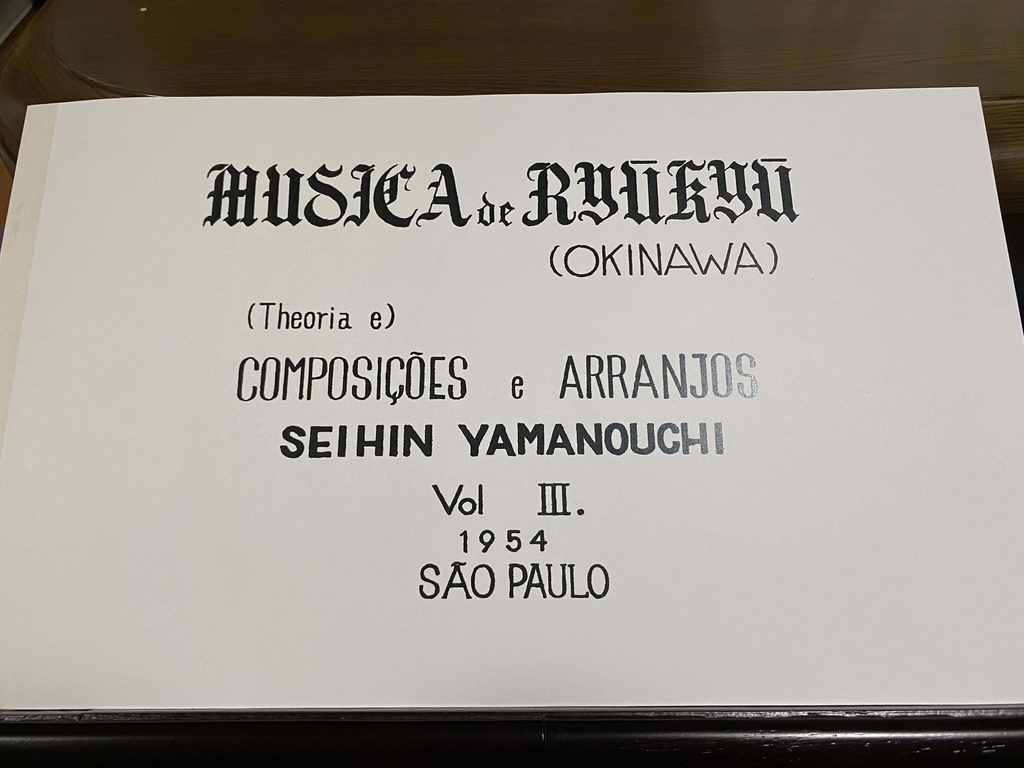 MUSICA de RYŪKYŪ
(OKINAWA)
(Theoria e)
COMPOSIÇÕES e ARRANJOS
SEIHIN YAMANOUCHI
Vol III.
1954
SÃO PAULO